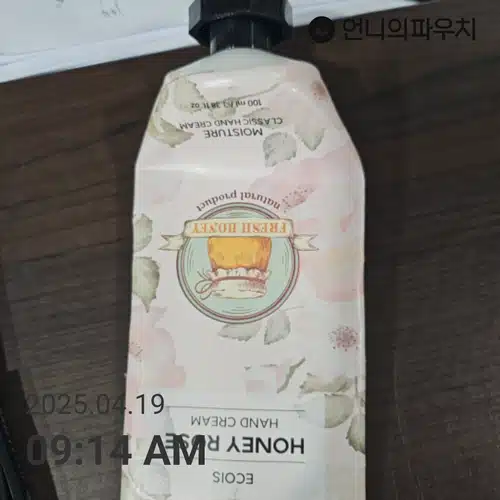 언니의파우치
ECOIS
HONEY ROSE
HAND CREAM
FRESH HONEY
natural product
MOISTURE
CLASSIC HAND CREAM
100 ml / 3.38 fl.oz
2025.04.19
09:14 AM